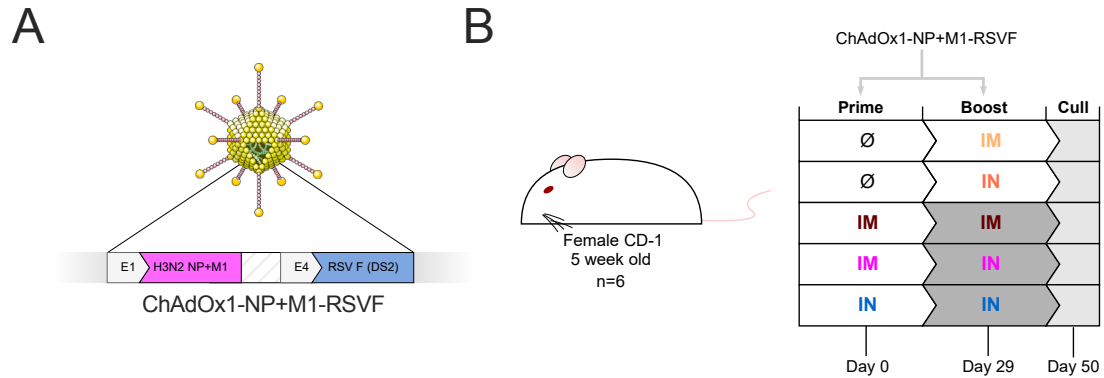 A
E1
H3N2 NP+M1
E4
RSV F (DS2)
ChAdOx1-NP+M1-RSVF
B
Female CD-1
5 week old
n=6
ChAdOx1-NP+M1-RSVF
Prime Boost Cull
Ø IM
Ø IN
IM IM
IM IN
IN IN
Day 0 Day 29 Day 50